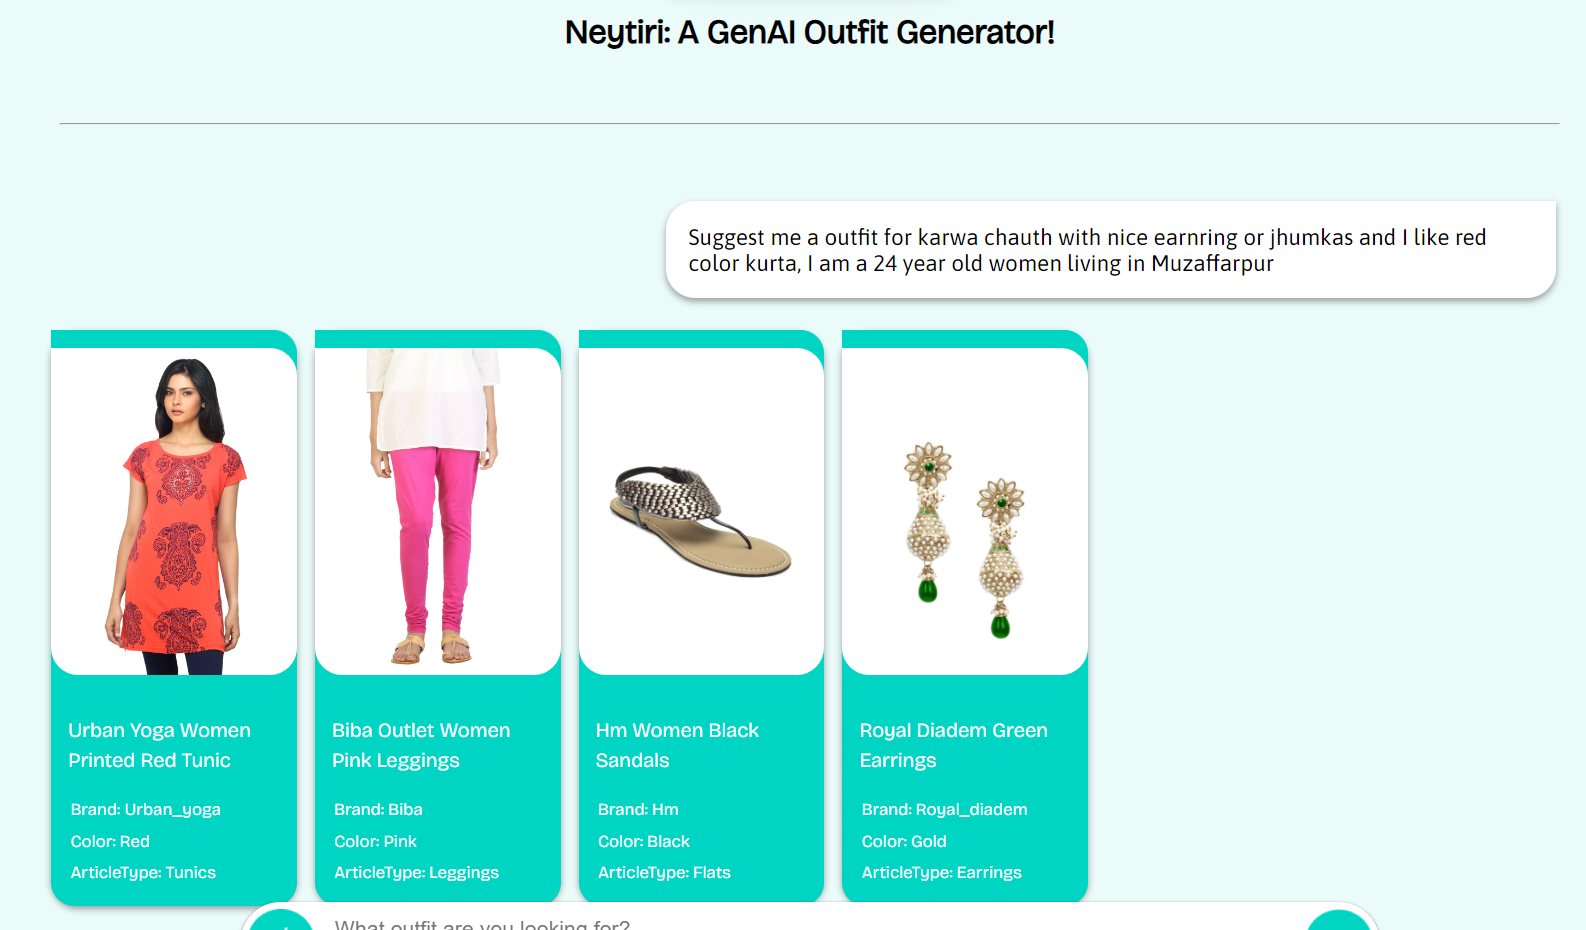 Neytiri: A GenAI Outfit Generator!
Suggest me a outfit for karwa chauth with nice earnring or jhumkas and I like red
color kurta, I am a 24 year old women living in Muzaffarpur
Urban Yoga Women
Printed Red Tunic
Brand: Urban_yoga
Color: Red
ArticleType: Tunics
Biba Outlet Women
Pink Leggings
Brand: Biba
Color: Pink
ArticleType: Leggings
Hm Women Black
Sandals
Brand: Hm
Color: Black
ArticleType: Flats
Royal Diadem Green
Earrings
Brand: Royal_diadem
Color: Gold
ArticleType: Earrings
What outfit are you looking for?